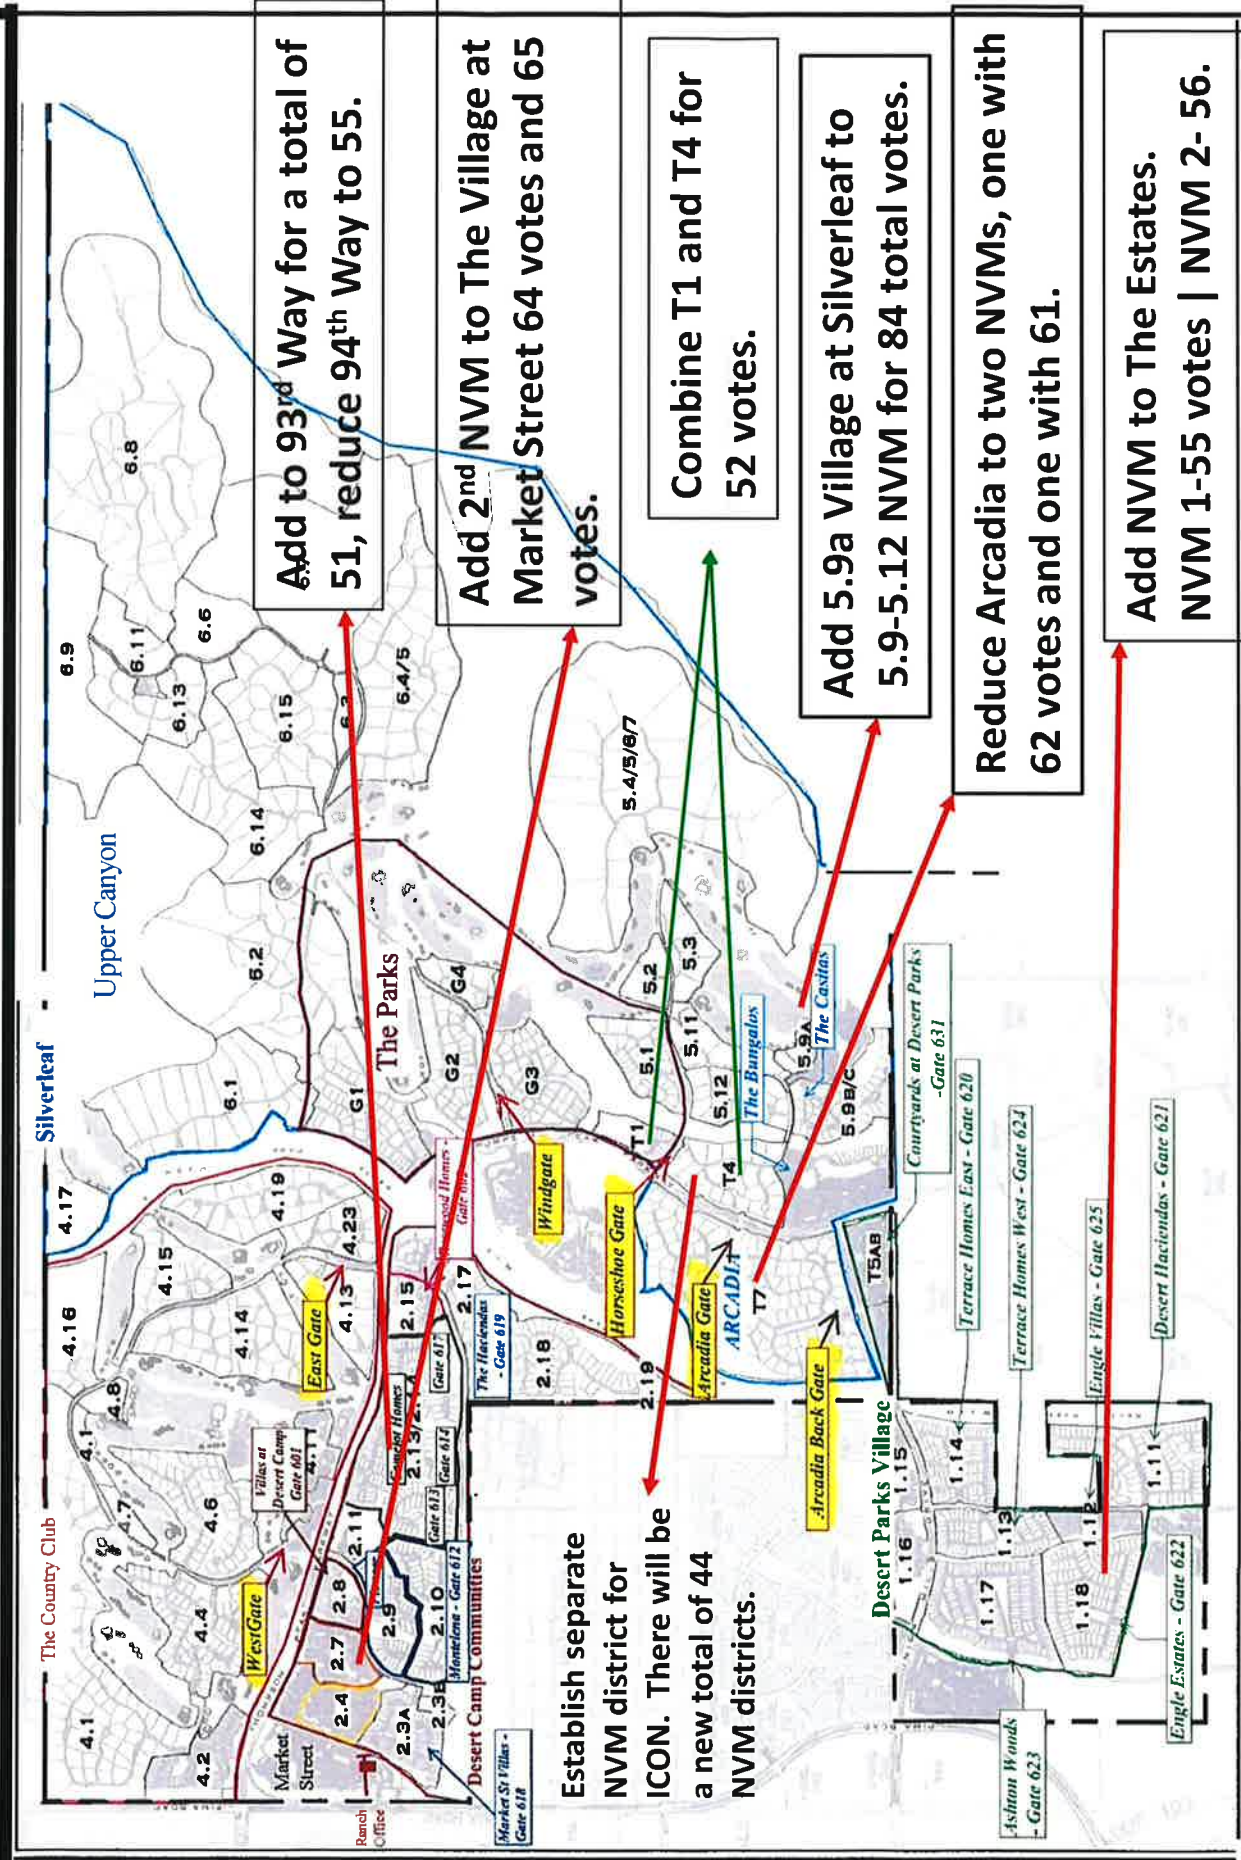 Add to 93rd Way for a total of
51, reduce 94th Way to 55.
Add 2nd NVM to The Village at
Market Street 64 votes and 65
votes.
Combine T1 and T4 for
52 votes.
Add 5.9a Village at Silverleaf to
5.9-5.12 NVM for 84 total votes.
Reduce Arcadia to two NVMs, one with
62 votes and one with 61.
Add NVM to The Estates.
NVM 1-55 votes | NVM 2- 56.
Establish separate
NVM district for
ICON. There will be
a new total of 44
NVM districts.
The Country Club
Silverleaf
Upper Canyon
The Parks
Desert Camp Communities
Desert Parks Village
ARCADIA
Market
Street
Ranch
Office
WestGate
East Gate
Windgate
Horseshoe Gate
Arcadia Gate
Arcadia Back Gate
Villas at
Desert Camp
Gate 601
Camelot Homes
Gate 617
Gate 614
Gate 613
The Haciendas
- Gate 619
Montelena - Gate 612
Market St Villas -
Gate 618
The Bungalos
The Casitas
Courtyards at Desert Parks
- Gate 631
Terrace Homes East - Gate 620
Terrace Homes West - Gate 624
Engle Villas - Gate 625
Desert Haciendas - Gate 621
Engle Estates - Gate 622
Ashton Woods
- Gate 623
4.1
4.2
4.4
4.7
4.6
4.1
4.8
4.11
4.16
4.14
4.15
4.13
4.23
4.19
4.17
6.1
6.2
6.14
6.15
6.13
6.11
6.6
6.9
6.8
6.3
6.4/5
G1
G2
G3
G4
2.4
2.7
2.8
2.9
2.11
2.10
2.3A
2.3B
2.15
2.17
2.18
2.19
5.1
5.2
5.3
5.11
5.12
5.4/5/6/7
5.9A
5.9B/C
T1
T4
T7
T5AB
1.15
1.14
1.16
1.13
1.17
1.12
1.18
1.11